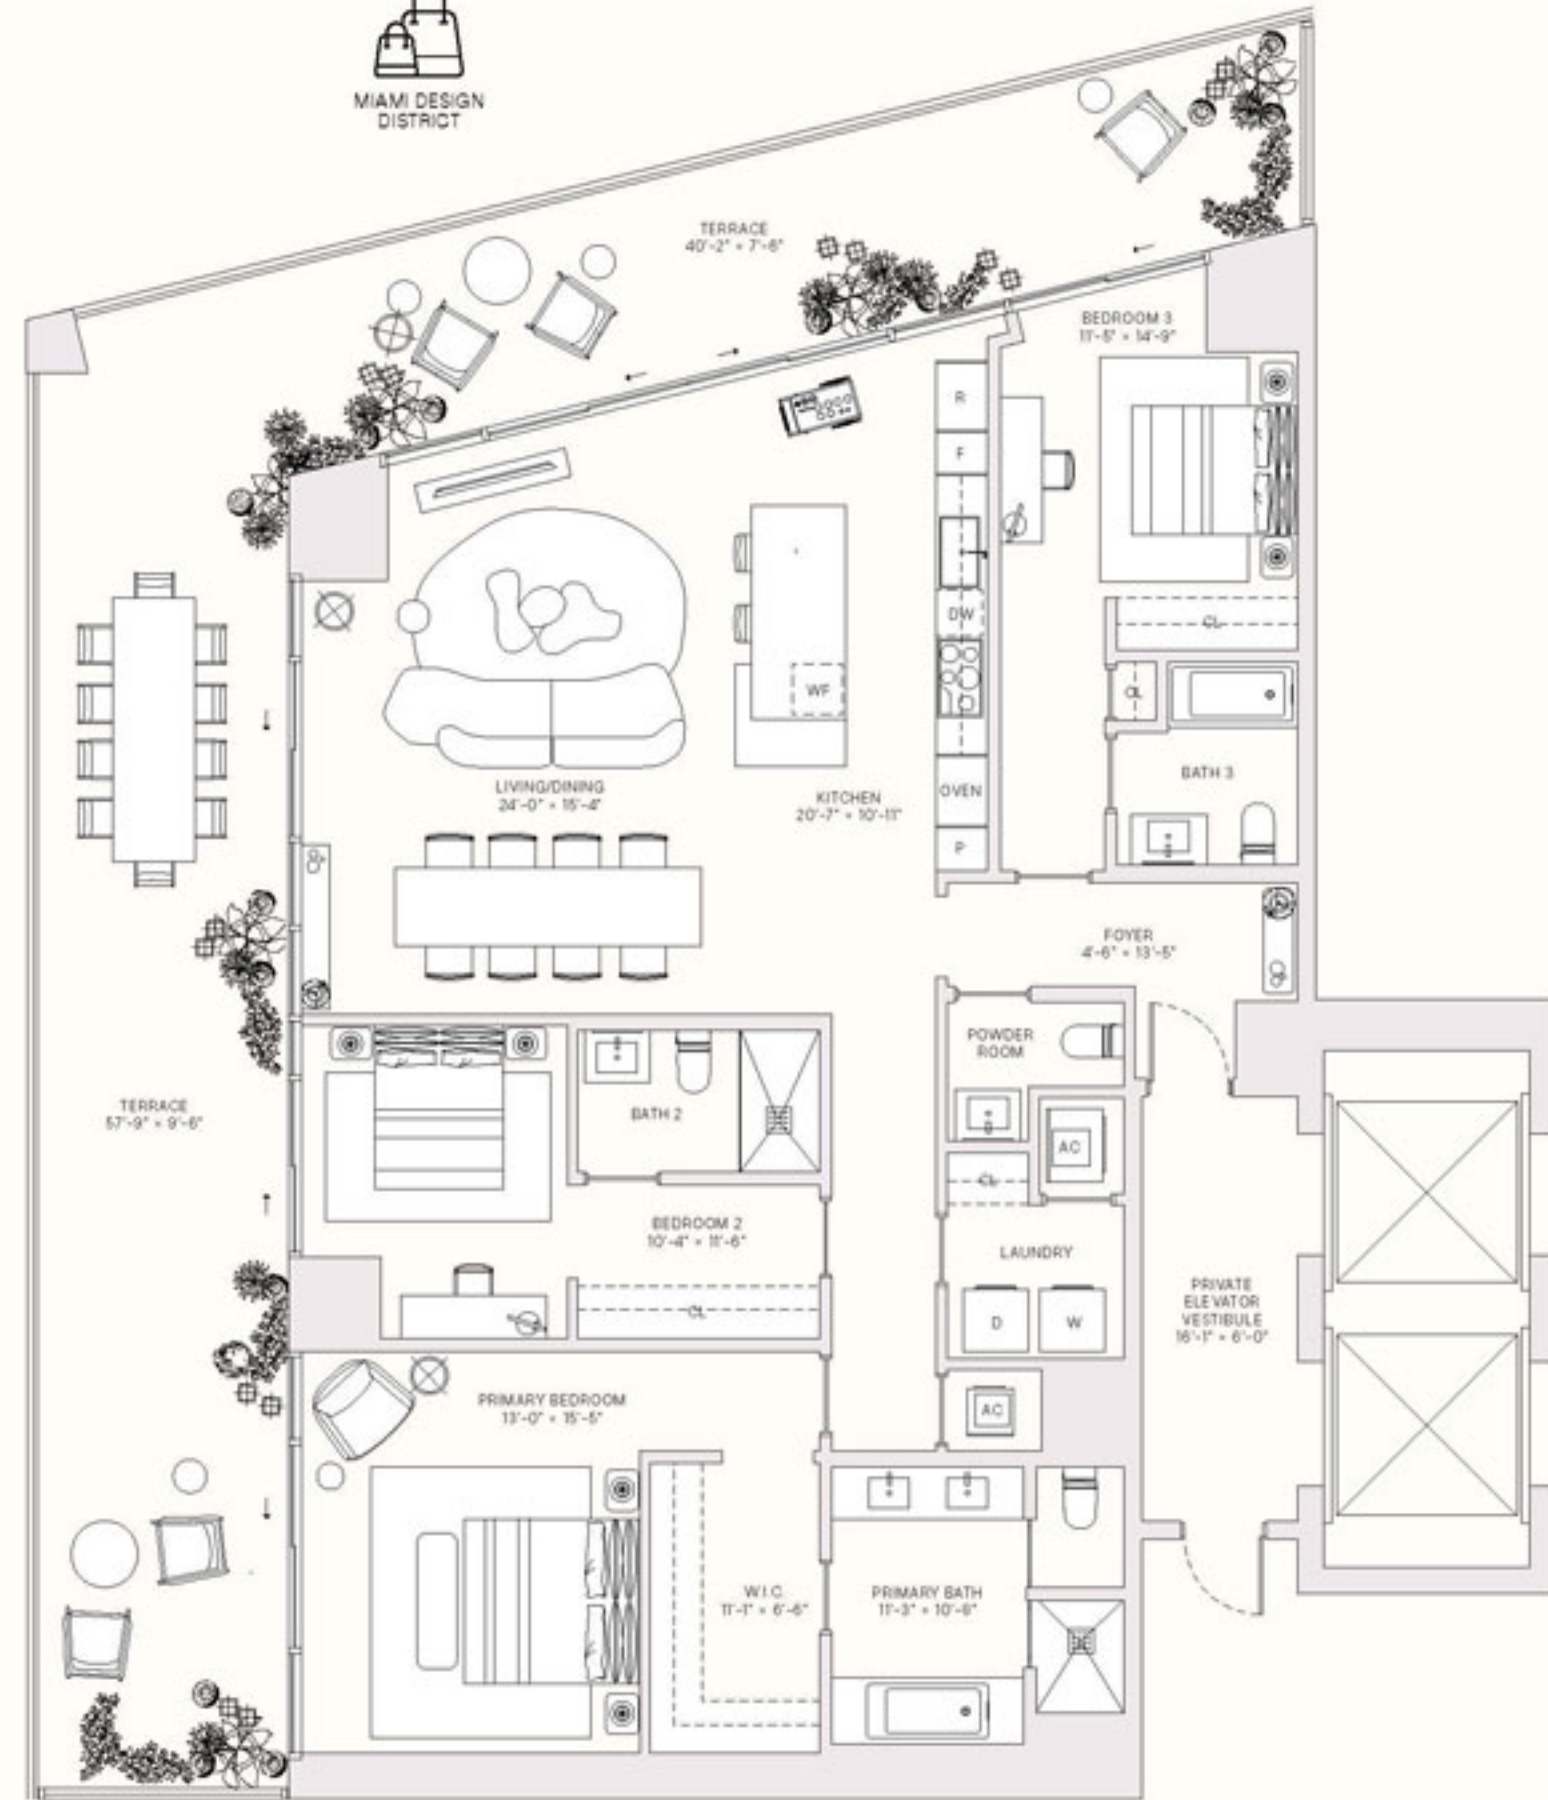 MIAMI DESIGN
DISTRICT
TERRACE
40'-2" × 7'-6"
BEDROOM 3
11'-5" × 14'-9"
R
F
DW
CL
CL
WF
BATH 3
LIVING/DINING
24'-0" × 15'-4"
KITCHEN
20'-7" × 10'-11"
OVEN
P
FOYER
4'-6" × 13'-5"
POWDER
ROOM
TERRACE
57'-9" × 9'-6"
BATH 2
AC
CL
BEDROOM 2
10'-4" × 11'-6"
LAUNDRY
CL
D
W
PRIVATE
ELEVATOR
VESTIBULE
16'-1" × 6'-0"
PRIMARY BEDROOM
13'-0" × 15'-5"
AC
W.I.C.
11'-1" × 6'-6"
PRIMARY BATH
11'-3" × 10'-8"